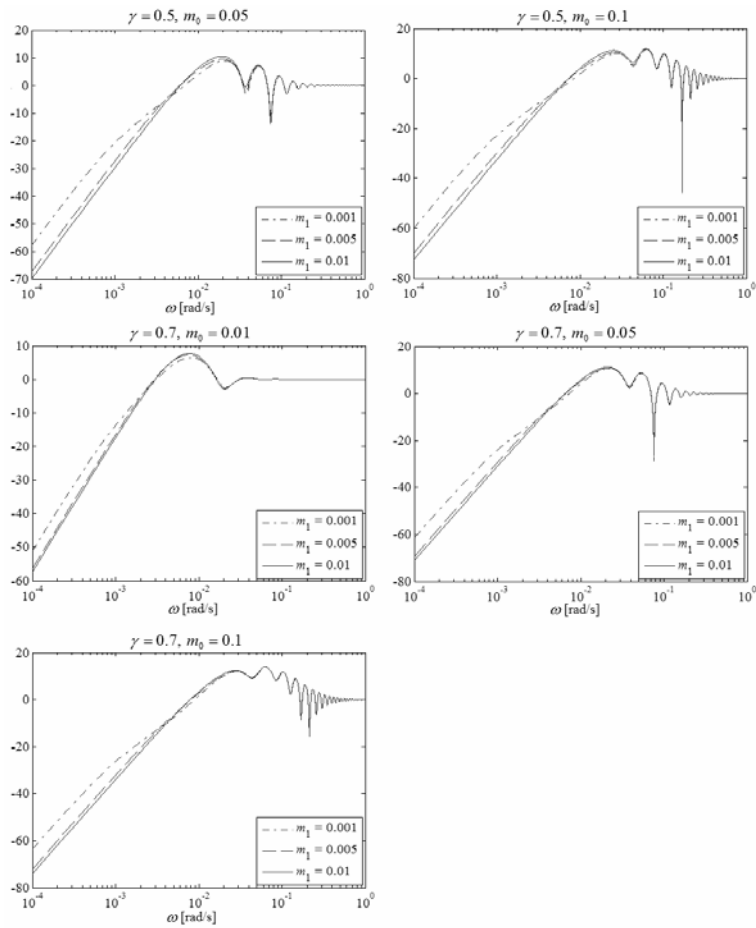 γ = 0.5, m₀ = 0.05
20
10
0
-10
-20
-30
-40
-50
-60
-70
m₁ = 0.001
m₁ = 0.005
m₁ = 0.01
10⁻⁴ 10⁻³ 10⁻² 10⁻¹ 10⁰
ω [rad/s]
γ = 0.5, m₀ = 0.1
20
0
-20
-40
-60
-80
m₁ = 0.001
m₁ = 0.005
m₁ = 0.01
10⁻⁴ 10⁻³ 10⁻² 10⁻¹ 10⁰
ω [rad/s]
γ = 0.7, m₀ = 0.01
10
0
-10
-20
-30
-40
-50
-60
m₁ = 0.001
m₁ = 0.005
m₁ = 0.01
10⁻⁴ 10⁻³ 10⁻² 10⁻¹ 10⁰
ω [rad/s]
γ = 0.7, m₀ = 0.05
20
0
-20
-40
-60
-80
m₁ = 0.001
m₁ = 0.005
m₁ = 0.01
10⁻⁴ 10⁻³ 10⁻² 10⁻¹ 10⁰
ω [rad/s]
γ = 0.7, m₀ = 0.1
20
0
-20
-40
-60
-80
m₁ = 0.001
m₁ = 0.005
m₁ = 0.01
10⁻⁴ 10⁻³ 10⁻² 10⁻¹ 10⁰
ω [rad/s]